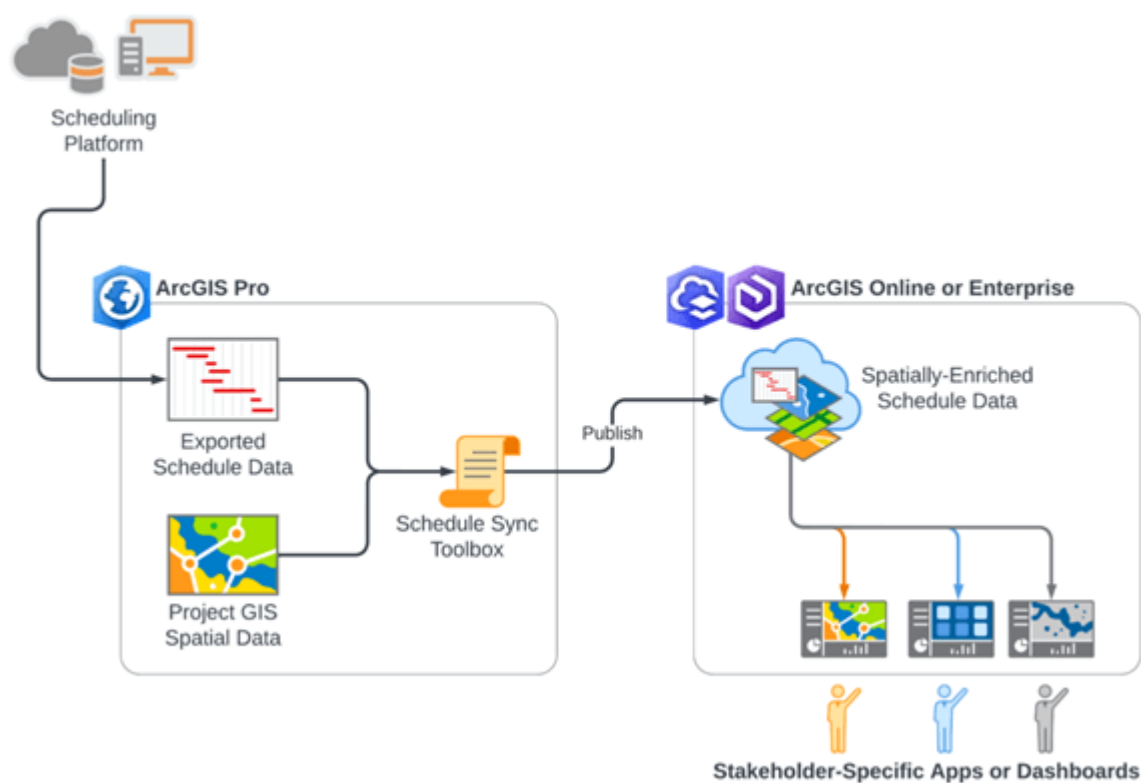 Scheduling
Platform
ArcGIS Pro
Exported
Schedule Data
Project GIS
Spatial Data
Schedule Sync
Toolbox
Publish
ArcGIS Online or Enterprise
Spatially-Enriched
Schedule Data
Stakeholder-Specific Apps or Dashboards